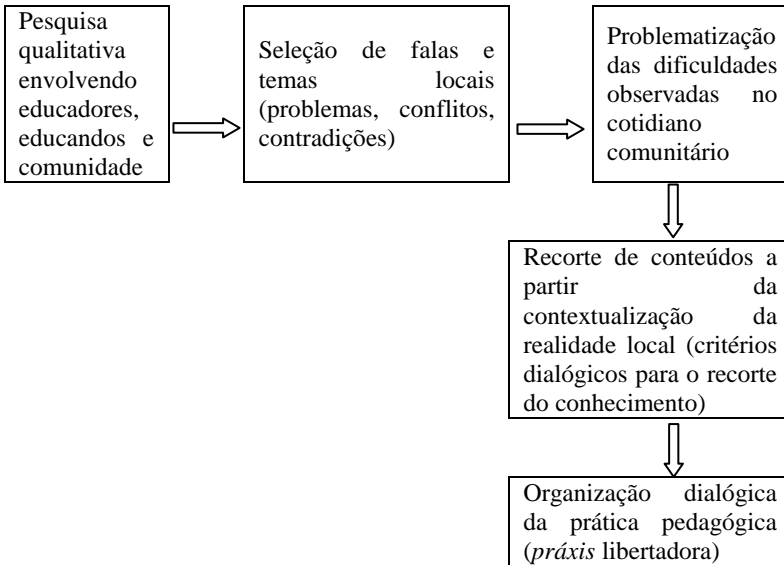 Pesquisa
qualitativa
envolvendo
educadores,
educandos e
comunidade
Seleção de falas e
temas locais
(problemas, conflitos,
contradições)
Problematização
das dificuldades
observadas no
cotidiano
comunitário
Recorte de conteúdos a
partir da
contextualização da
realidade local (critérios
dialógicos para o recorte
do conhecimento)
Organização dialógica
da prática pedagógica
(práxis libertadora)